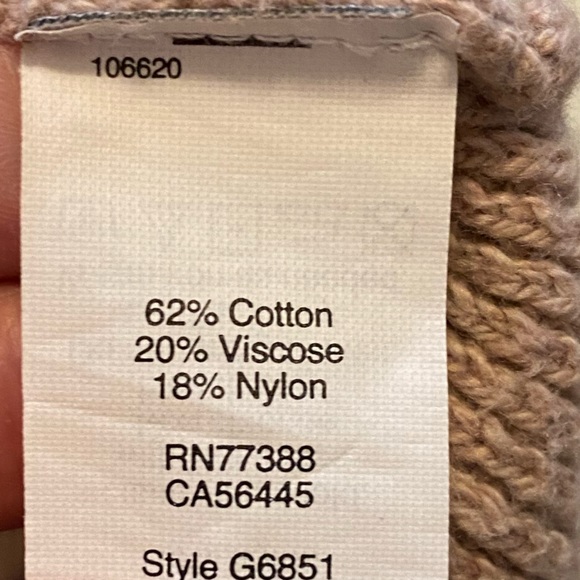 106620
62% Cotton
20% Viscose
18% Nylon
RN77388
CA56445
Style G6851